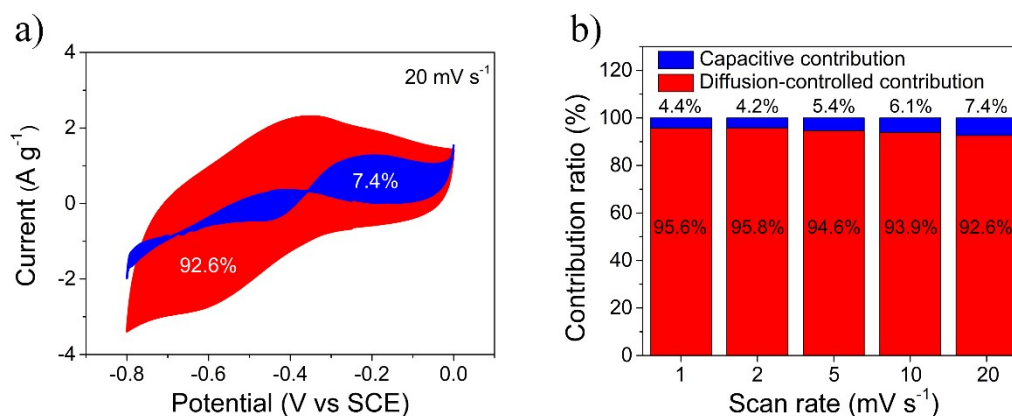 a)
20 mV s⁻¹
7.4%
92.6%
4
2
0
-2
-4
-0.8 -0.6 -0.4 -0.2 0.0
Current (A g⁻¹)
Potential (V vs SCE)
b)
Capacitive contribution
Diffusion-controlled contribution
4.4% 4.2% 5.4% 6.1% 7.4%
95.6% 95.8% 94.6% 93.9% 92.6%
120
100
80
60
40
20
0
1 2 5 10 20
Contribution ratio (%)
Scan rate (mV s⁻¹)